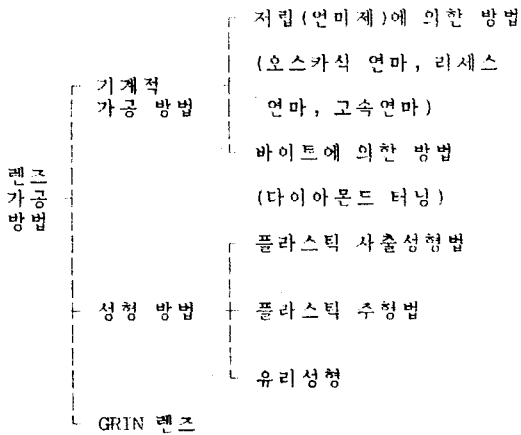 저립(연미제)에 의한 방법
(오스카식 연마, 리세스
연마, 고속연마)
기계적
가공 방법
바이트에 의한 방법
(다이아몬드 터닝)
렌즈
가공
방법
플라스틱 사출성형법
성형 방법
플라스틱 주형법
유리성형
GRIN 렌즈